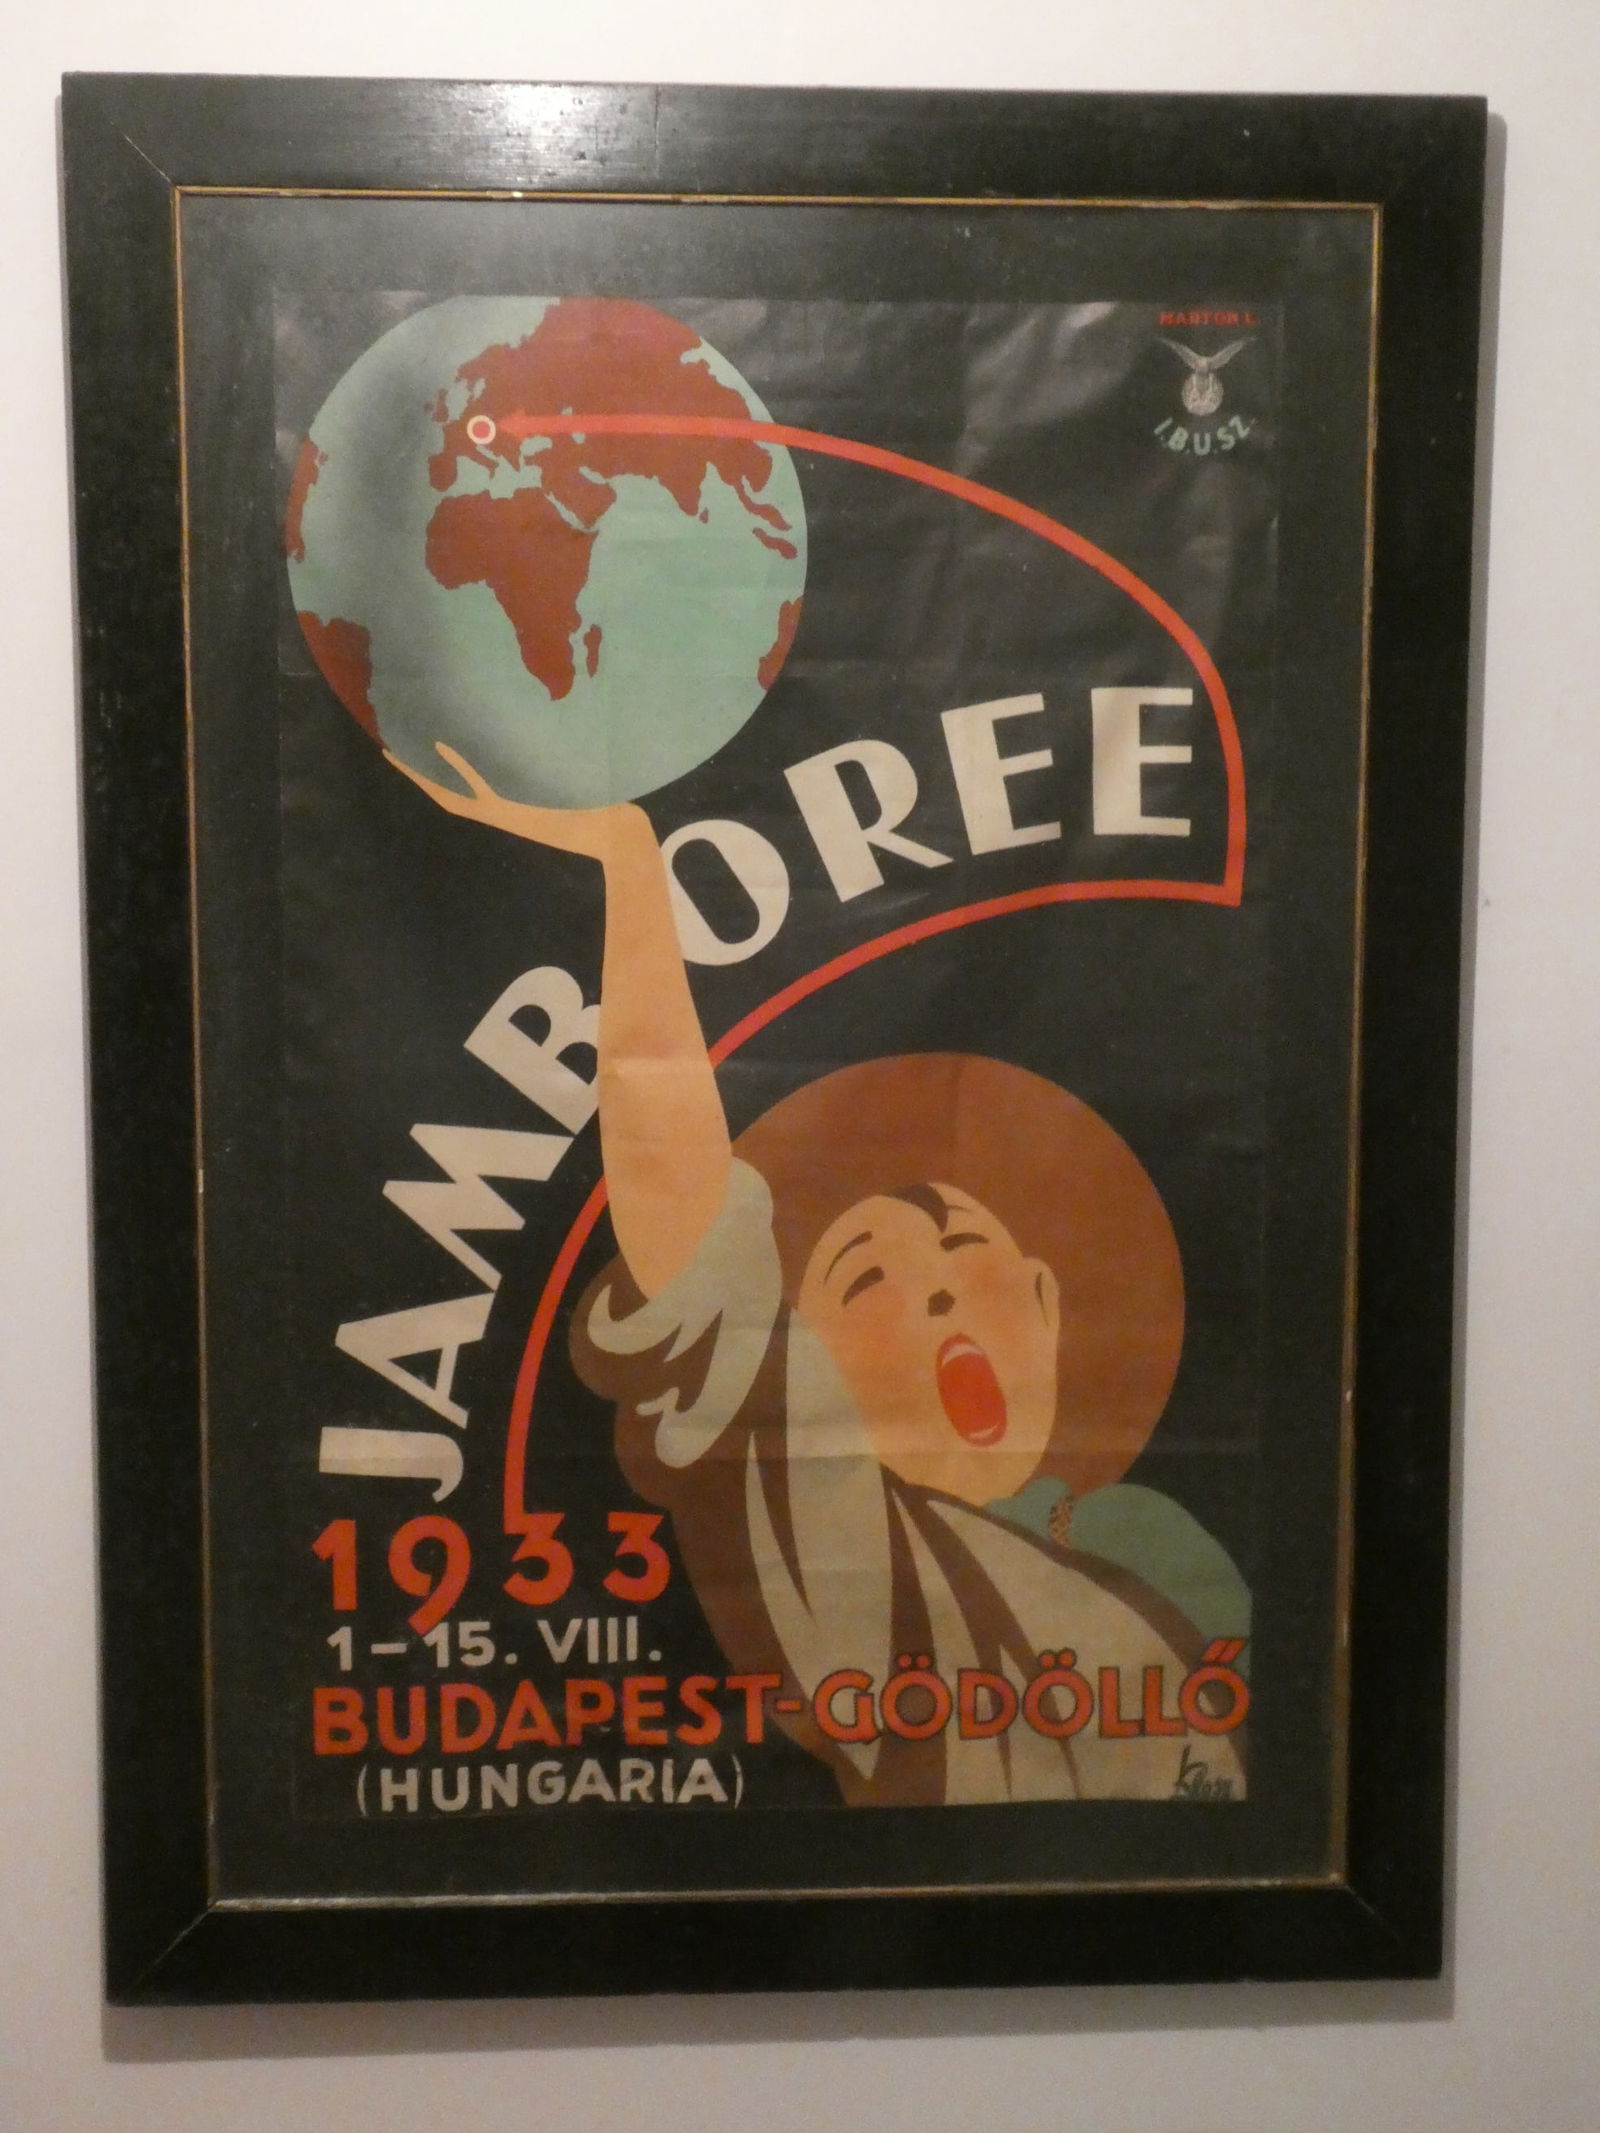 MARTON L.
I.B.U.SZ.
JAMBOREE
1933
1-15. VIII.
BUDAPEST-GÖDÖLLŐ
(HUNGARIA)